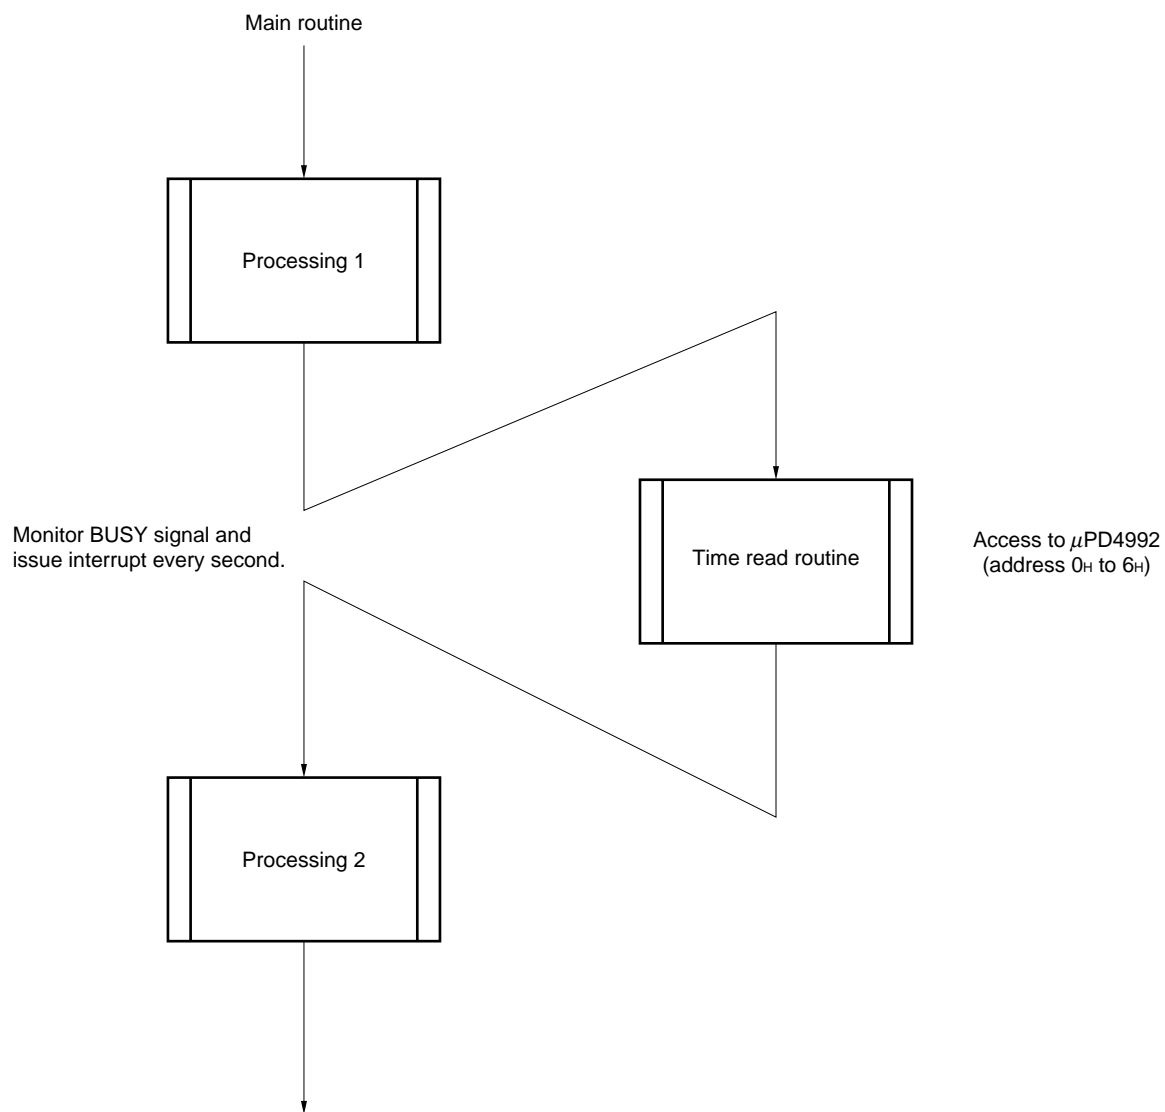 Main routine
Processing 1
Monitor BUSY signal and
issue interrupt every second.
Time read routine
Access to μPD4992
(address 0H to 6H)
Processing 2